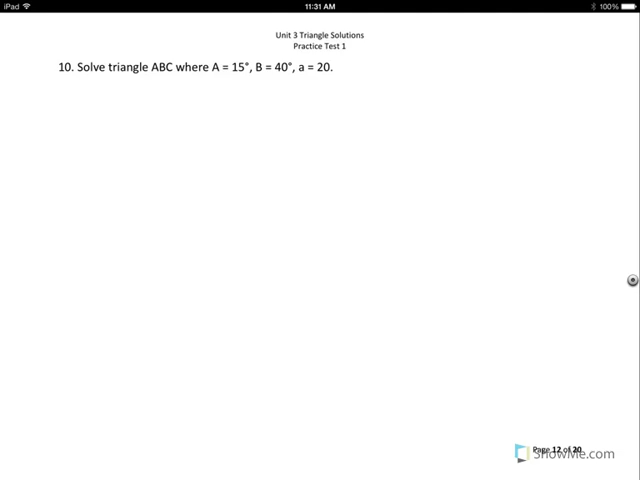 iPad 11:31 AM 100%
Unit 3 Triangle Solutions
Practice Test 1
10. Solve triangle ABC where A = 15°, B = 40°, a = 20.
Page 12 of 20
ShowMe.com